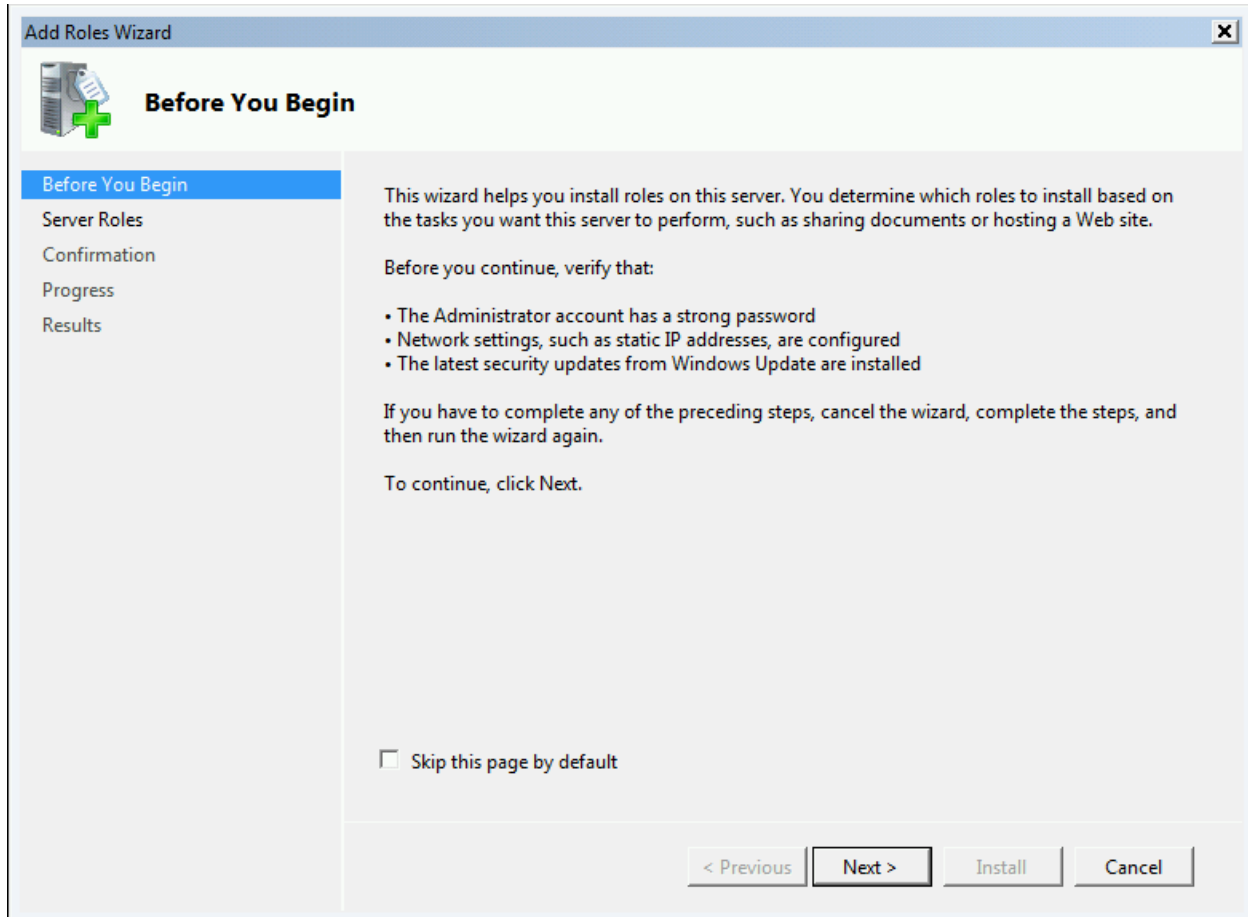 Add Roles Wizard
Before You Begin
Before You Begin
Server Roles
Confirmation
Progress
Results
This wizard helps you install roles on this server. You determine which roles to install based on
the tasks you want this server to perform, such as sharing documents or hosting a Web site.
Before you continue, verify that:
• The Administrator account has a strong password
• Network settings, such as static IP addresses, are configured
• The latest security updates from Windows Update are installed
If you have to complete any of the preceding steps, cancel the wizard, complete the steps, and
then run the wizard again.
To continue, click Next.
Skip this page by default
< Previous
Next >
Install
Cancel